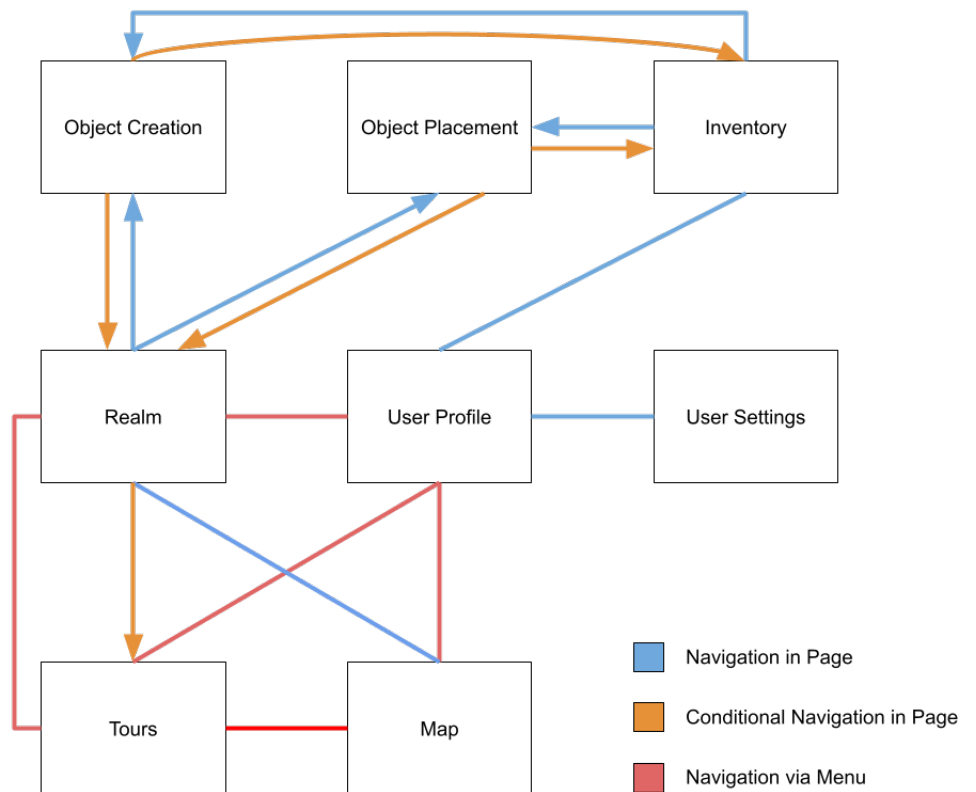 Object Creation
Object Placement
Inventory
Realm
User Profile
User Settings
Tours
Map
Navigation in Page
Conditional Navigation in Page
Navigation via Menu